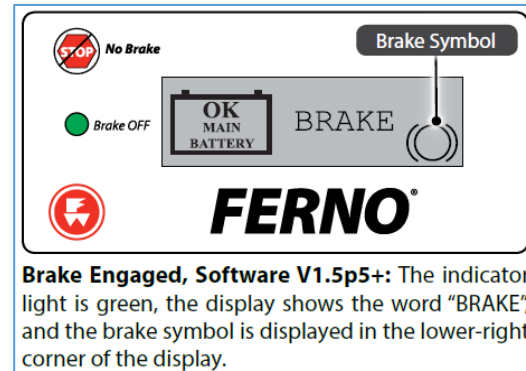 STOP
No Brake
Brake Symbol
OK
MAIN
BATTERY
BRAKE
Brake OFF
FERNO®
Brake Engaged, Software V1.5p5+: The indicator
light is green, the display shows the word “BRAKE”,
and the brake symbol is displayed in the lower-right
corner of the display.